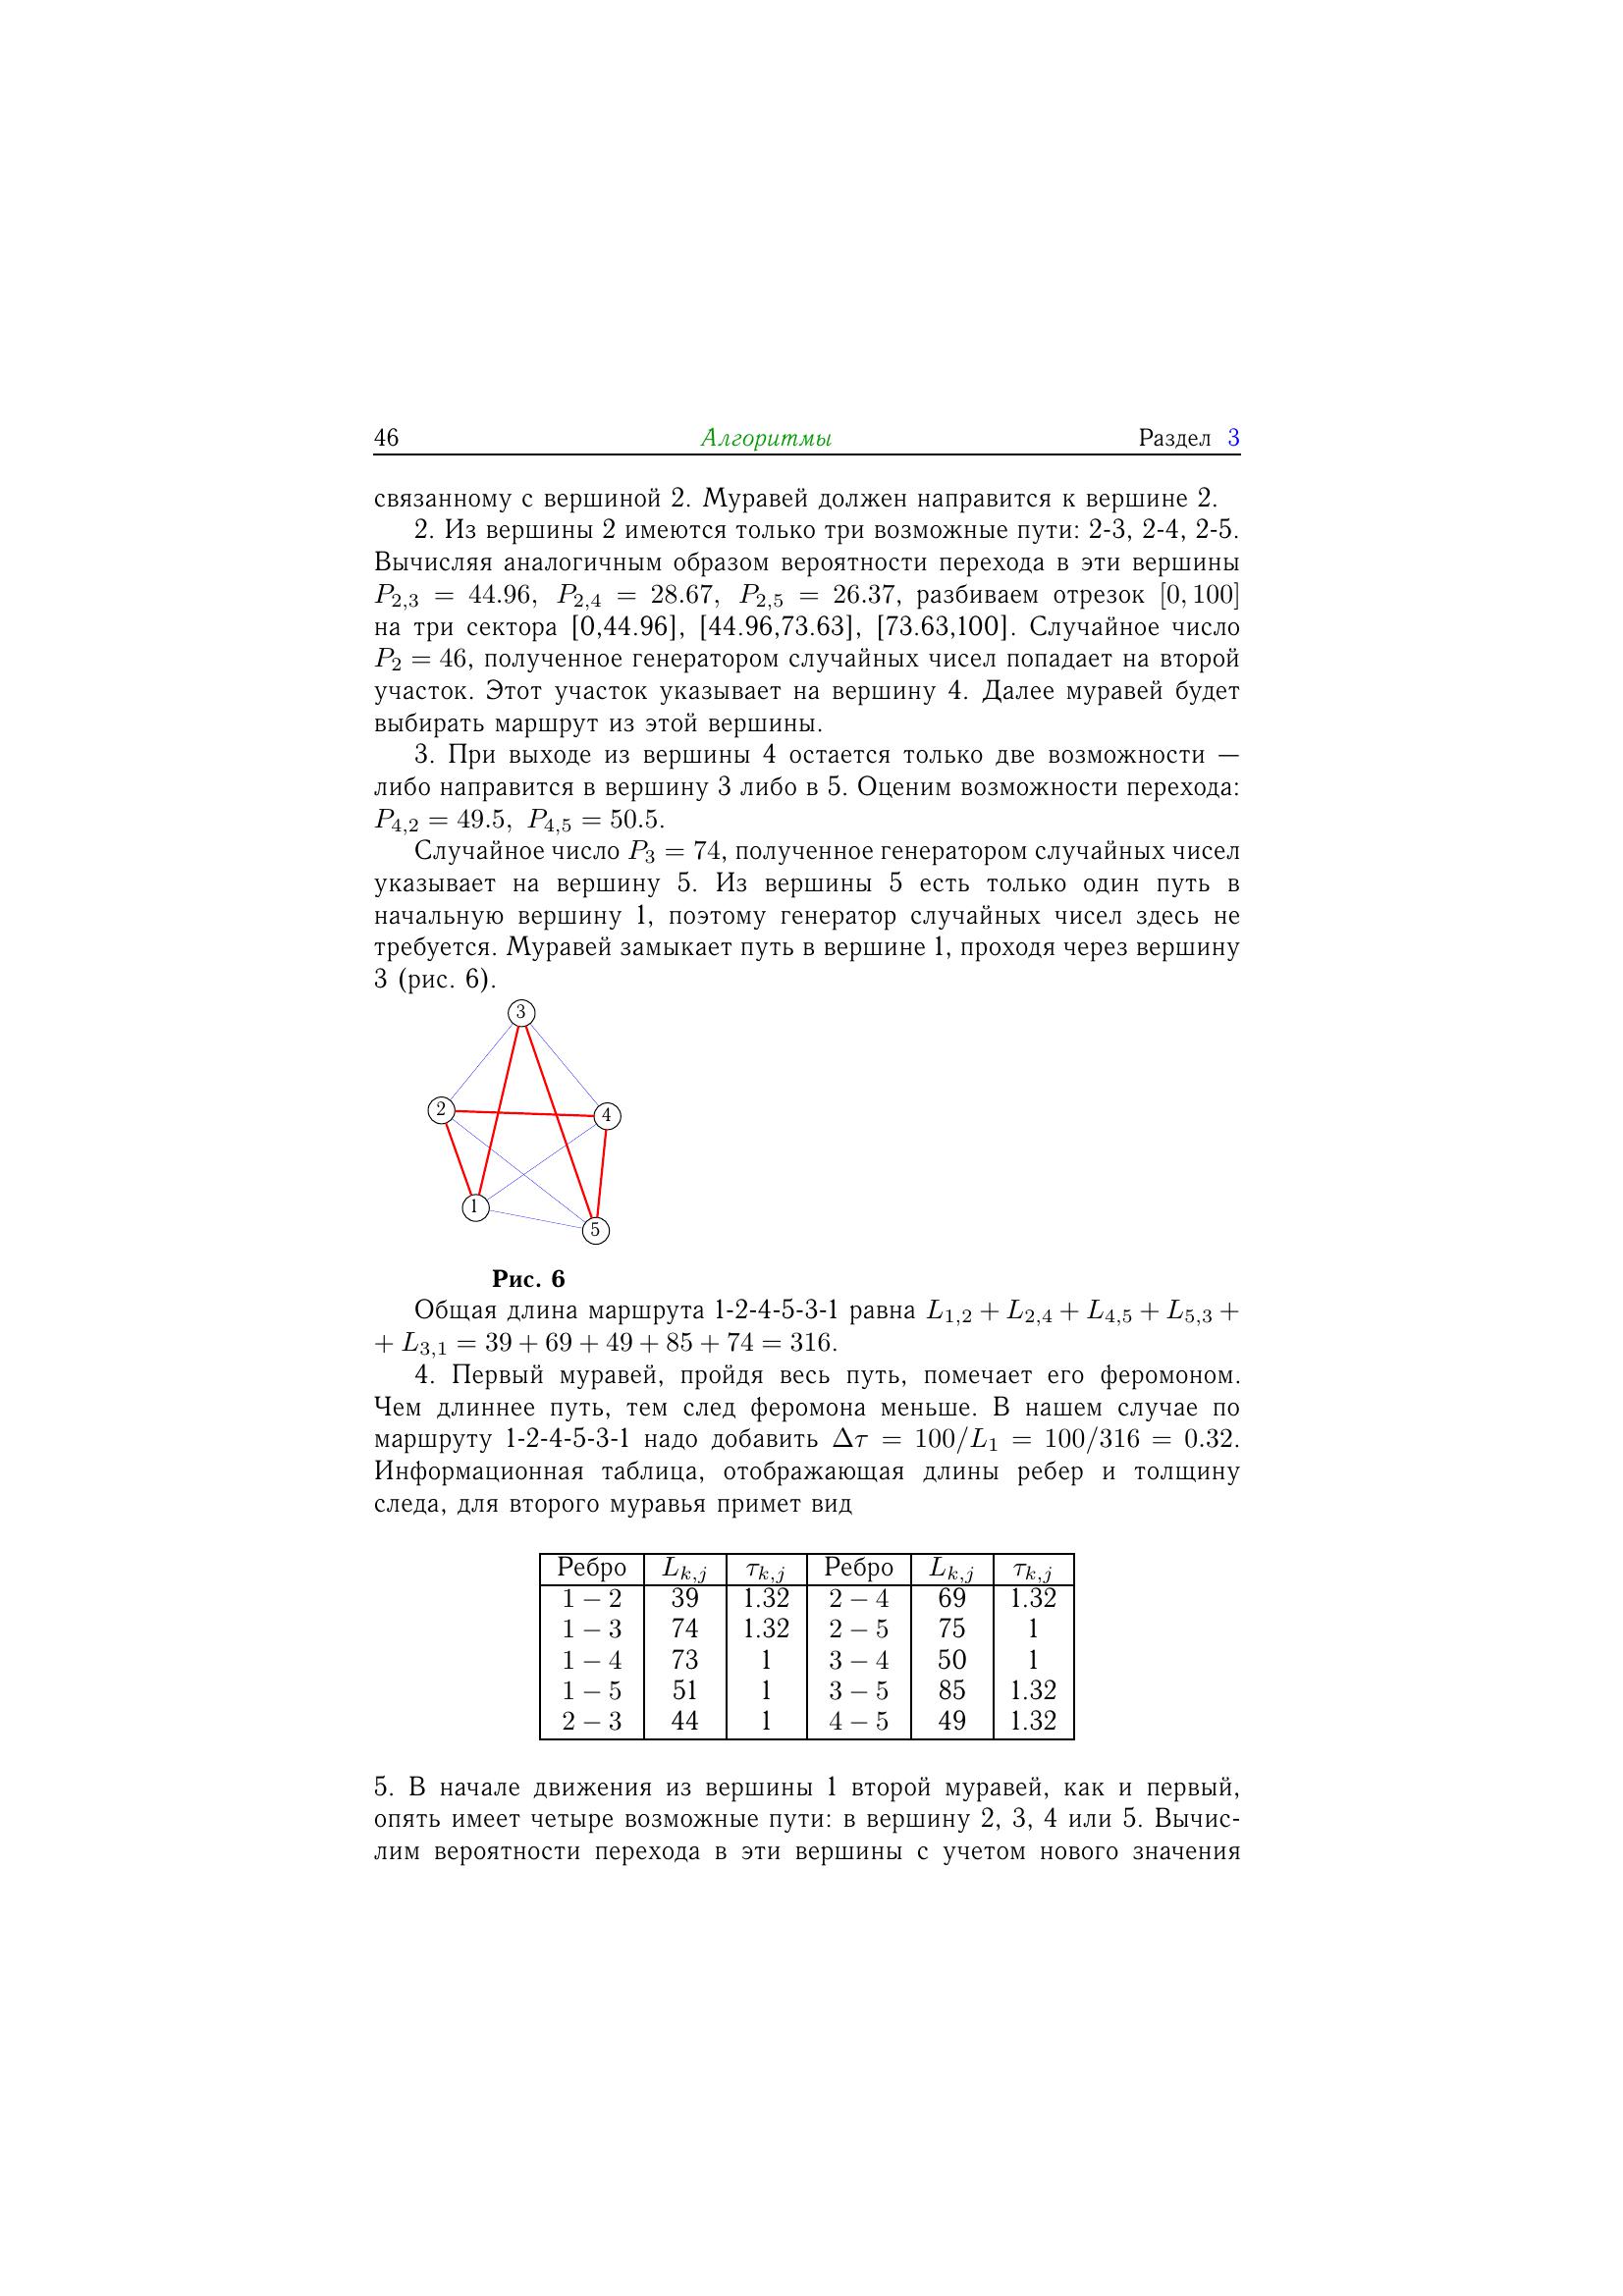 46 Алгоритмы Раздел 3
связанному с вершиной 2. Муравей должен направится к вершине 2.
2. Из вершины 2 имеются только три возможные пути: 2-3, 2-4, 2-5.
Вычисляя аналогичным образом вероятности перехода в эти вершины
P_{2,3} = 44.96, P_{2,4} = 28.67, P_{2,5} = 26.37, разбиваем отрезок [0, 100]
на три сектора [0,44.96], [44.96,73.63], [73.63,100]. Случайное число
P_2 = 46, полученное генератором случайных чисел попадает на второй
участок. Этот участок указывает на вершину 4. Далее муравей будет
выбирать маршрут из этой вершины.
3. При выходе из вершины 4 остается только две возможности —
либо направится в вершину 3 либо в 5. Оценим возможности перехода:
P_{4,2} = 49.5, P_{4,5} = 50.5.
Случайное число P_3 = 74, полученное генератором случайных чисел
указывает на вершину 5. Из вершины 5 есть только один путь в
начальную вершину 1, поэтому генератор случайных чисел здесь не
требуется. Муравей замыкает путь в вершине 1, проходя через вершину
3 (рис. 6).
3
2
4
1
5
Рис. 6
Общая длина маршрута 1-2-4-5-3-1 равна L_{1,2} + L_{2,4} + L_{4,5} + L_{5,3} +
+ L_{3,1} = 39 + 69 + 49 + 85 + 74 = 316.
4. Первый муравей, пройдя весь путь, помечает его феромоном.
Чем длиннее путь, тем след феромона меньше. В нашем случае по
маршруту 1-2-4-5-3-1 надо добавить Δτ = 100/L_1 = 100/316 = 0.32.
Информационная таблица, отображающая длины ребер и толщину
следа, для второго муравья примет вид
Ребро L_{k,j} τ_{k,j} Ребро L_{k,j} τ_{k,j}
1 − 2 39 1.32 2 − 4 69 1.32
1 − 3 74 1.32 2 − 5 75 1
1 − 4 73 1 3 − 4 50 1
1 − 5 51 1 3 − 5 85 1.32
2 − 3 44 1 4 − 5 49 1.32
5. В начале движения из вершины 1 второй муравей, как и первый,
опять имеет четыре возможные пути: в вершину 2, 3, 4 или 5. Вычис-
лим вероятности перехода в эти вершины с учетом нового значения